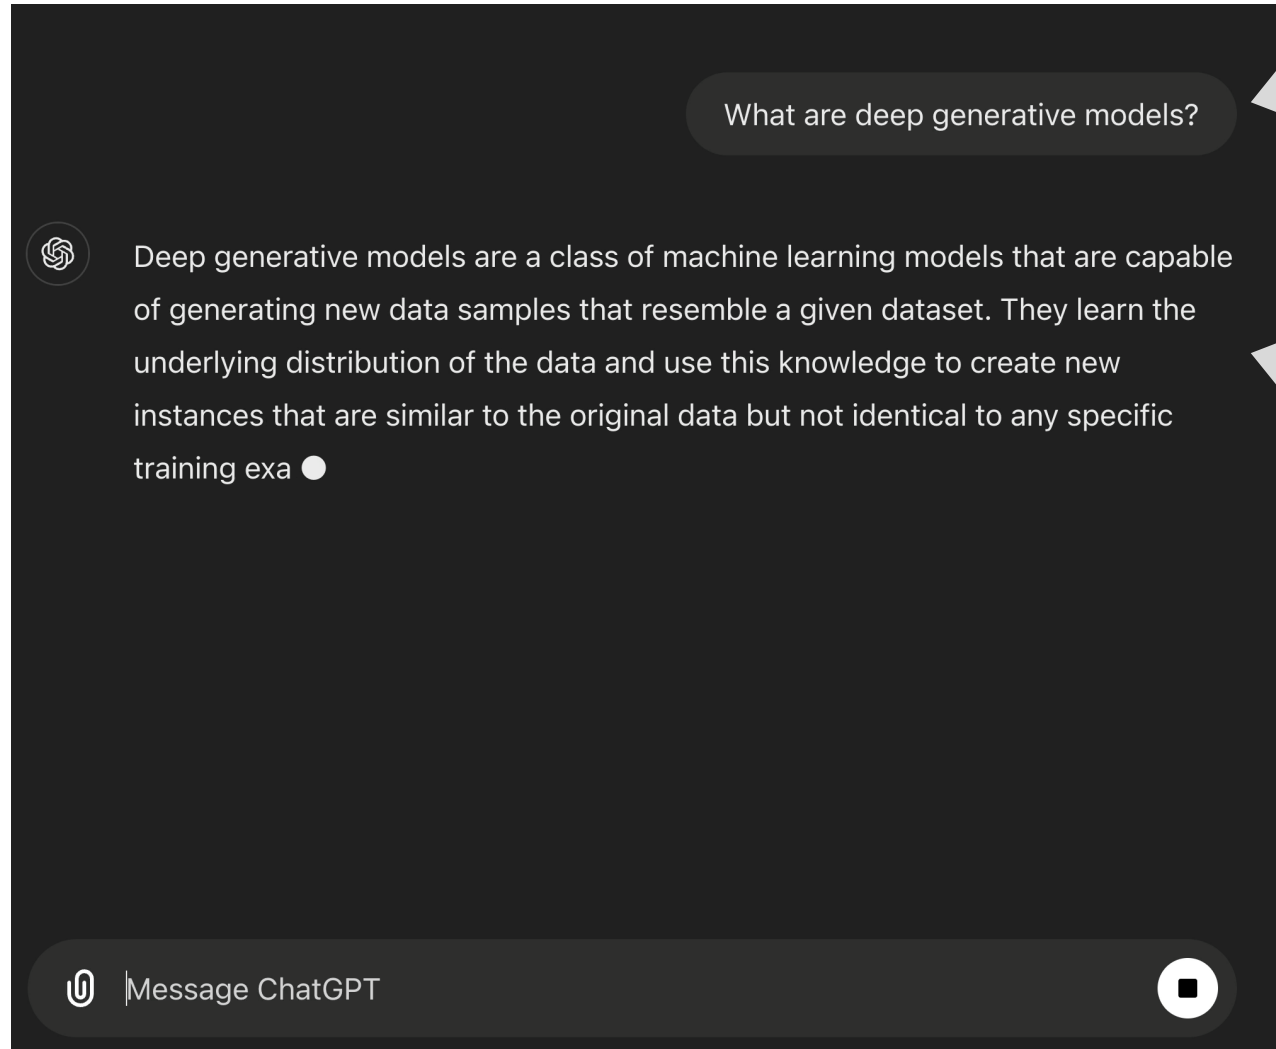 What are deep generative models?
Deep generative models are a class of machine learning models that are capable
of generating new data samples that resemble a given dataset. They learn the
underlying distribution of the data and use this knowledge to create new
instances that are similar to the original data but not identical to any specific
training exa
Message ChatGPT